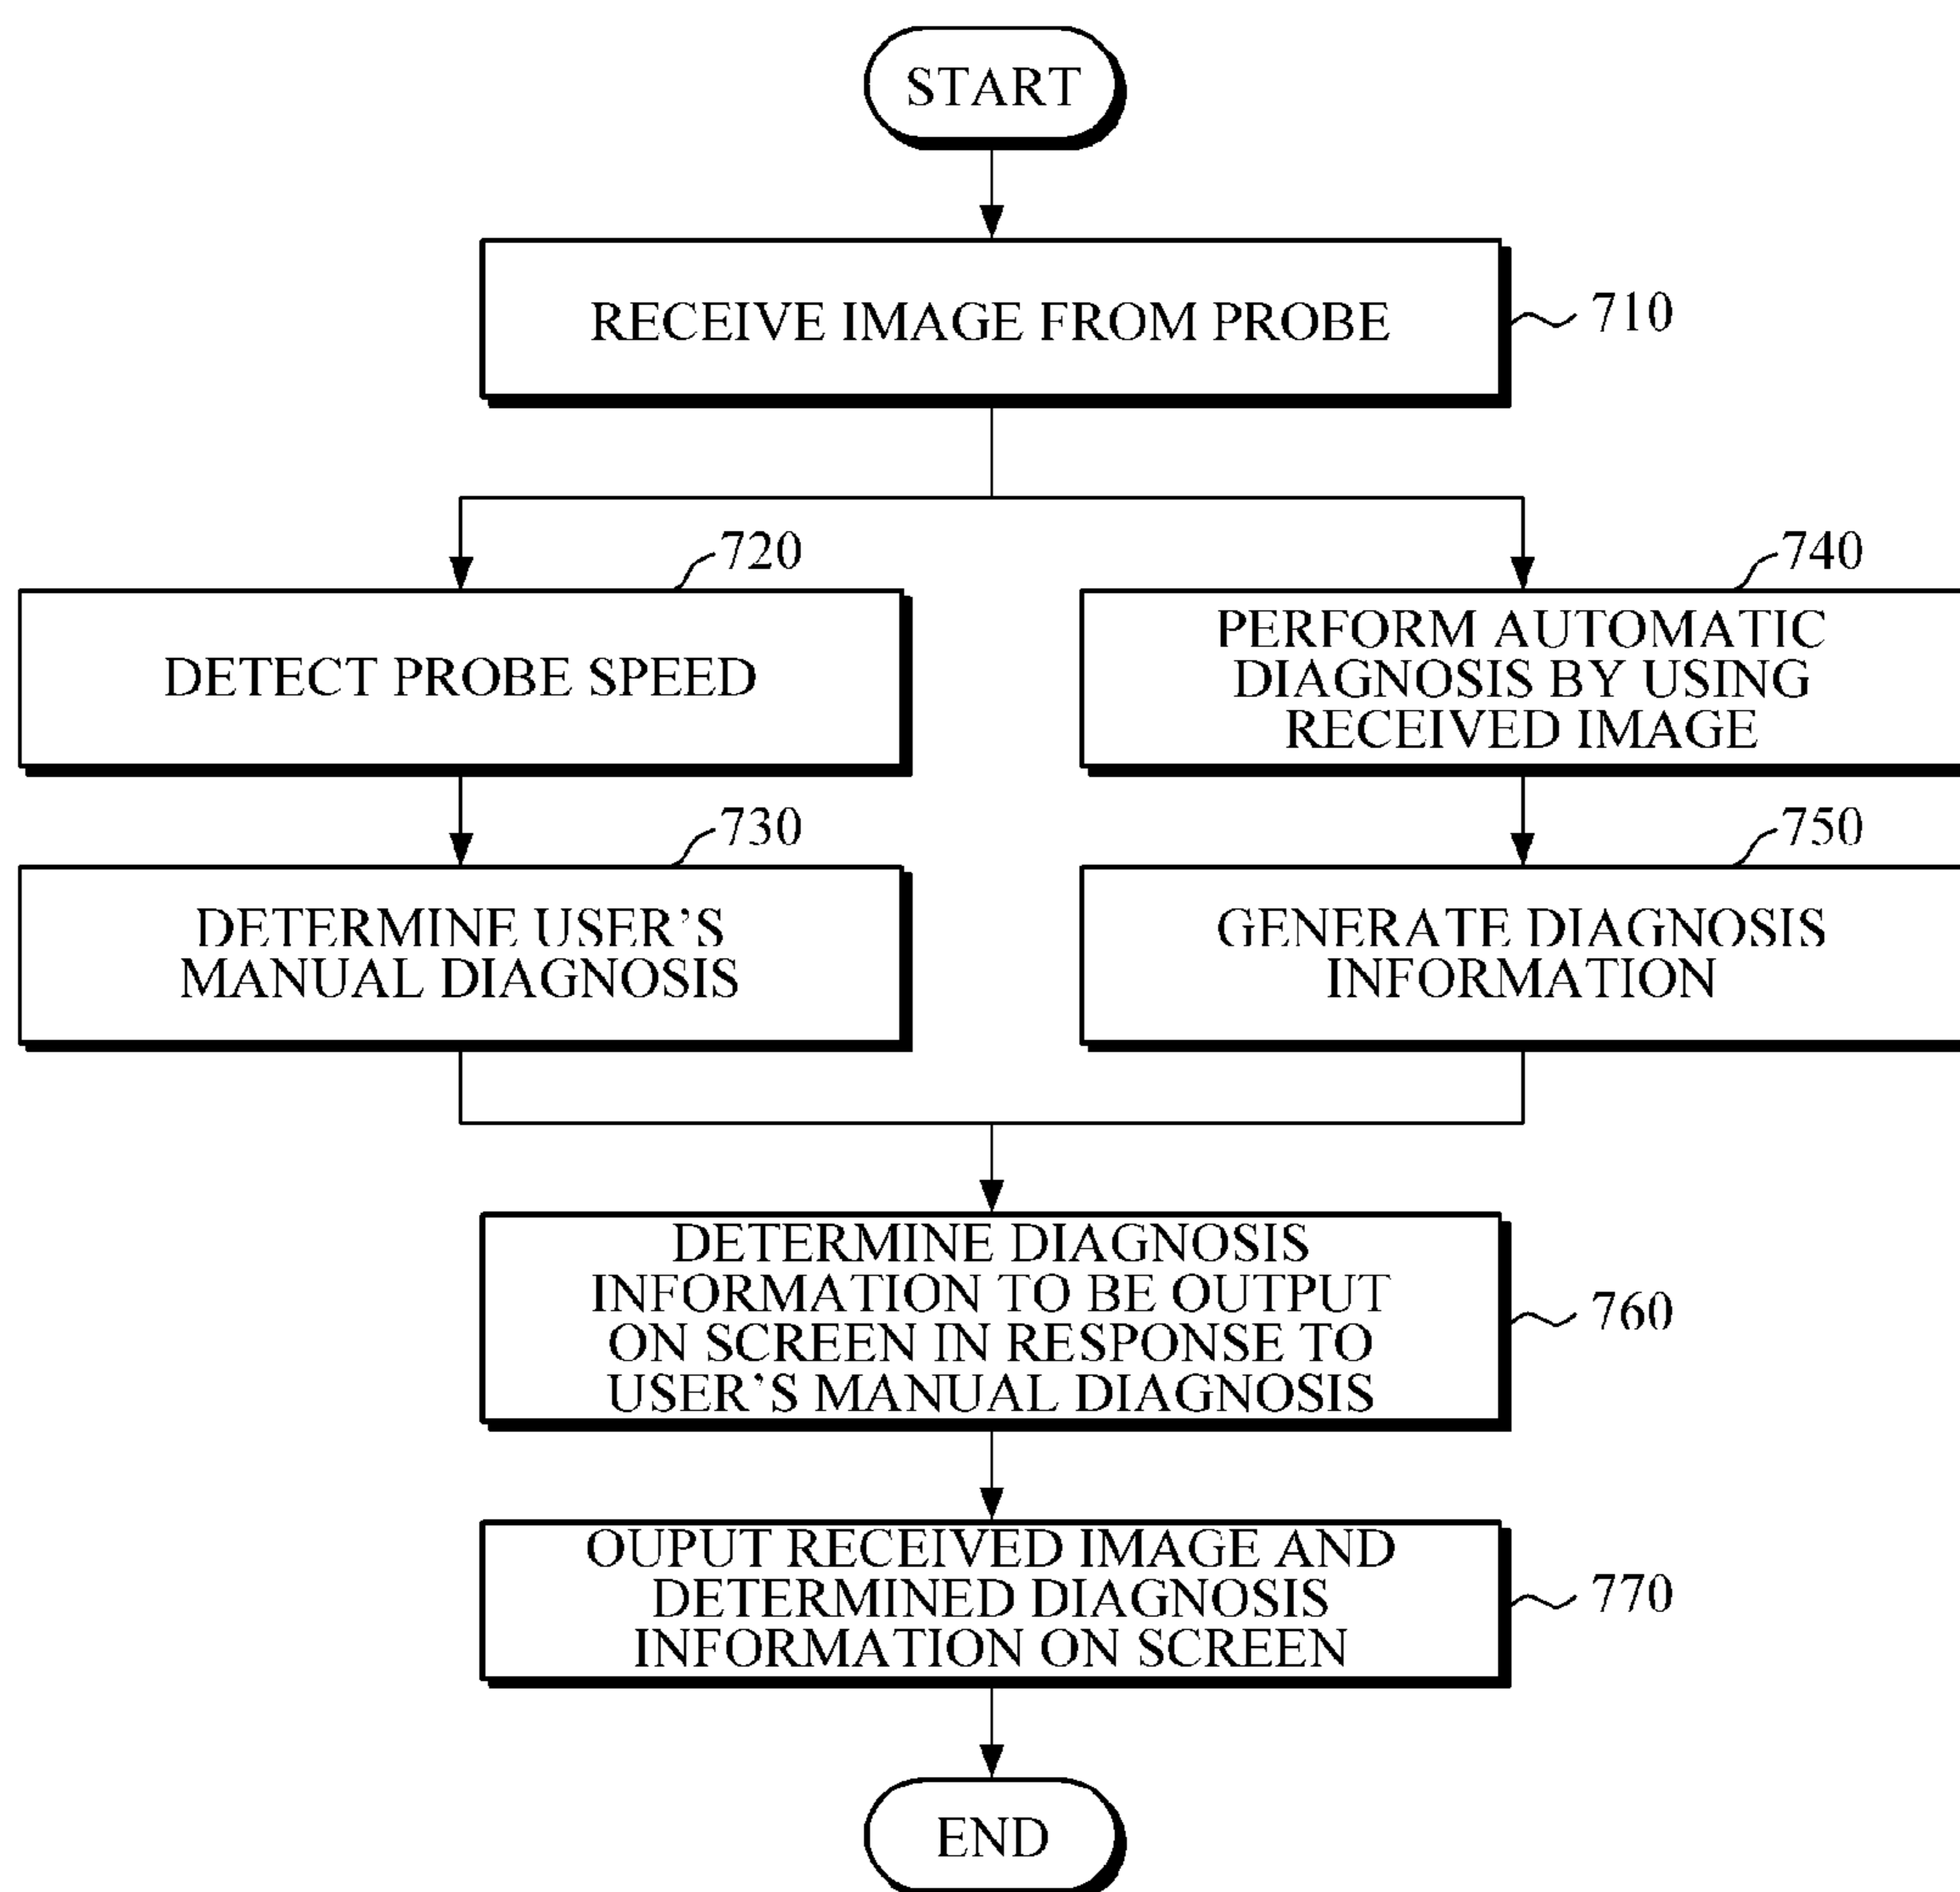 START
RECEIVE IMAGE FROM PROBE
710
720
DETECT PROBE SPEED
740
PERFORM AUTOMATIC
DIAGNOSIS BY USING
RECEIVED IMAGE
730
DETERMINE USER'S
MANUAL DIAGNOSIS
750
GENERATE DIAGNOSIS
INFORMATION
DETERMINE DIAGNOSIS
INFORMATION TO BE OUTPUT
ON SCREEN IN RESPONSE TO
USER'S MANUAL DIAGNOSIS
760
OUPUT RECEIVED IMAGE AND
DETERMINED DIAGNOSIS
INFORMATION ON SCREEN
770
END